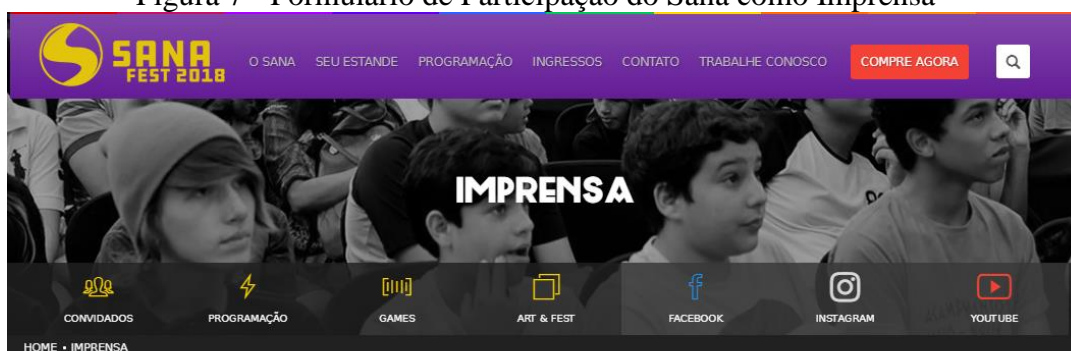 Figura 7 - Formulário de Participação do Sana como Imprensa
SANA
FEST 2018
O SANA SEU ESTANDE PROGRAMAÇÃO INGRESSOS CONTATO TRABALHE CONOSCO COMPRE AGORA
IMPRENSA
CONVIDADOS PROGRAMAÇÃO GAMES ART & FEST FACEBOOK INSTAGRAM YOUTUBE
HOME • IMPRENSA